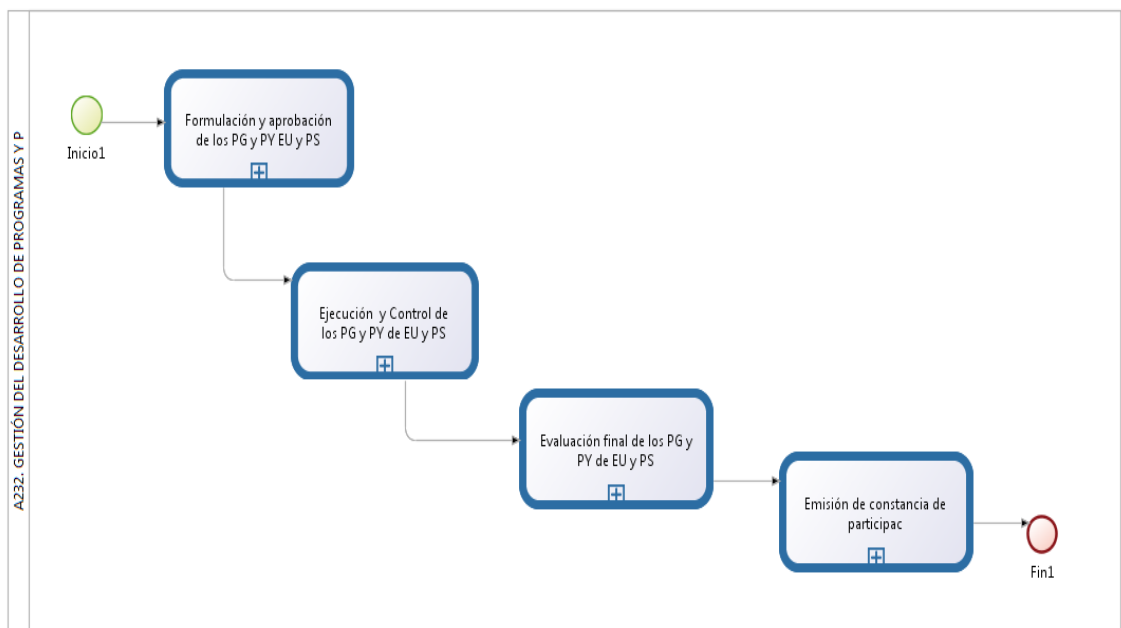 A232. GESTIÓN DEL DESARROLLO DE PROGRAMAS Y P
Inicio1
Formulación y aprobación
de los PG y PY EU y PS
Ejecución y Control de
los PG y PY de EU y PS
Evaluación final de los PG y
PY de EU y PS
Emisión de constancia de
participac
Fin1